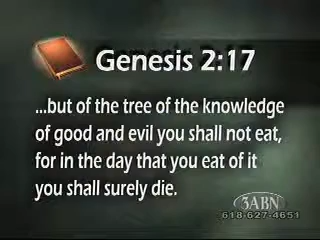 Genesis 2:17
...but of the tree of the knowledge
of good and evil you shall not eat,
for in the day that you eat of it
you shall surely die.
3ABN
618-627-4651